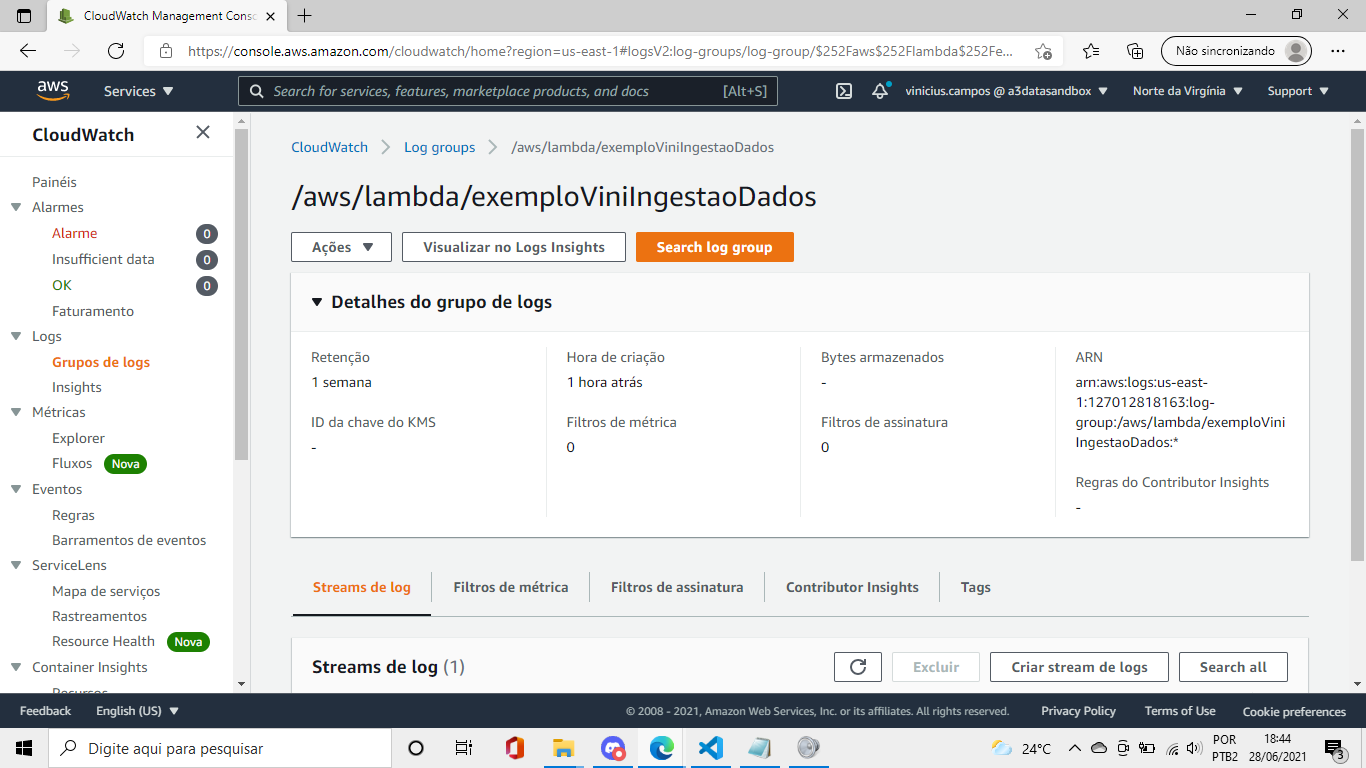 CloudWatch Management Conso
https://console.aws.amazon.com/cloudwatch/home?region=us-east-1#logsV2:log-groups/log-group/$252Faws$252Flambda$252Fe...
Não sincronizando
aws
Services
Search for services, features, marketplace products, and docs
[Alt+S]
vinicius.campos @ a3datasandbox
Norte da Virgínia
Support
CloudWatch
Painéis
Alarmes
Alarme 0
Insufficient data 0
OK 0
Faturamento
Logs
Grupos de logs
Insights
Métricas
Explorer
Fluxos Nova
Eventos
Regras
Barramentos de eventos
ServiceLens
Mapa de serviços
Rastreamentos
Resource Health Nova
Container Insights
Recursos
CloudWatch
Log groups
/aws/lambda/exemploViniIngestaoDados
/aws/lambda/exemploViniIngestaoDados
Ações
Visualizar no Logs Insights
Search log group
Detalhes do grupo de logs
Retenção
1 semana
ID da chave do KMS
-
Hora de criação
1 hora atrás
Filtros de métrica
0
Bytes armazenados
-
Filtros de assinatura
0
ARN
arn:aws:logs:us-east-
1:127012818163:log-
group:/aws/lambda/exemploVini
IngestaoDados:*
Regras do Contributor Insights
-
Streams de log
Filtros de métrica
Filtros de assinatura
Contributor Insights
Tags
Streams de log (1)
Excluir
Criar stream de logs
Search all
Feedback
English (US)
© 2008 - 2021, Amazon Web Services, Inc. or its affiliates. All rights reserved.
Privacy Policy
Terms of Use
Cookie preferences
Digite aqui para pesquisar
24°C
POR
PTB2
18:44
28/06/2021
3